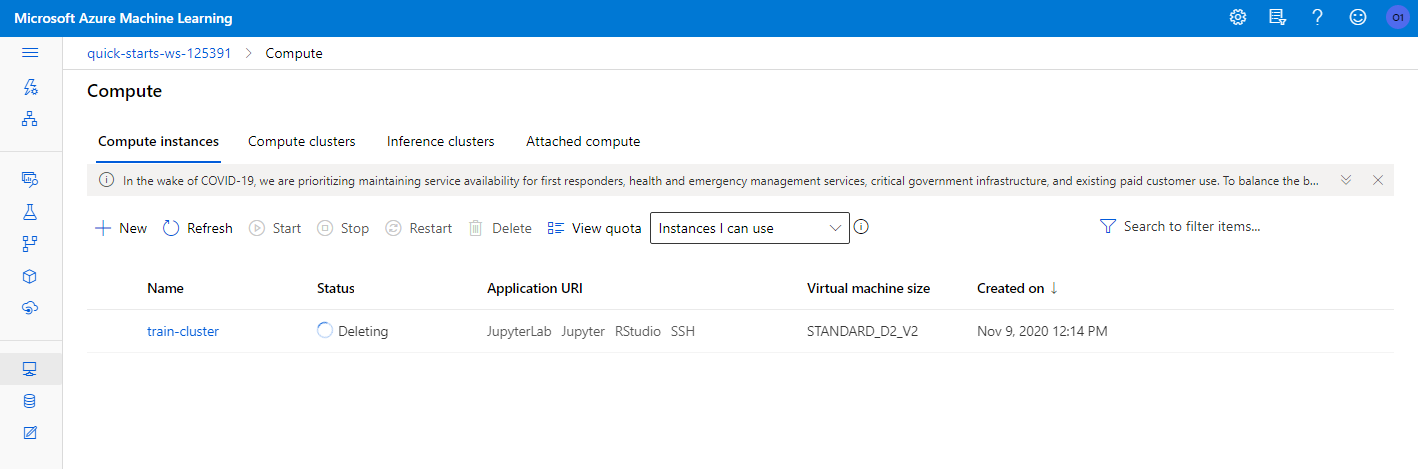 Microsoft Azure Machine Learning
O1
quick-starts-ws-125391 > Compute
Compute
Compute instances Compute clusters Inference clusters Attached compute
In the wake of COVID-19, we are prioritizing maintaining service availability for first responders, health and emergency management services, critical government infrastructure, and existing paid customer use. To balance the b...
New Refresh Start Stop Restart Delete View quota Instances I can use Search to filter items...
Name Status Application URI Virtual machine size Created on ↓
train-cluster Deleting JupyterLab Jupyter RStudio SSH STANDARD_D2_V2 Nov 9, 2020 12:14 PM